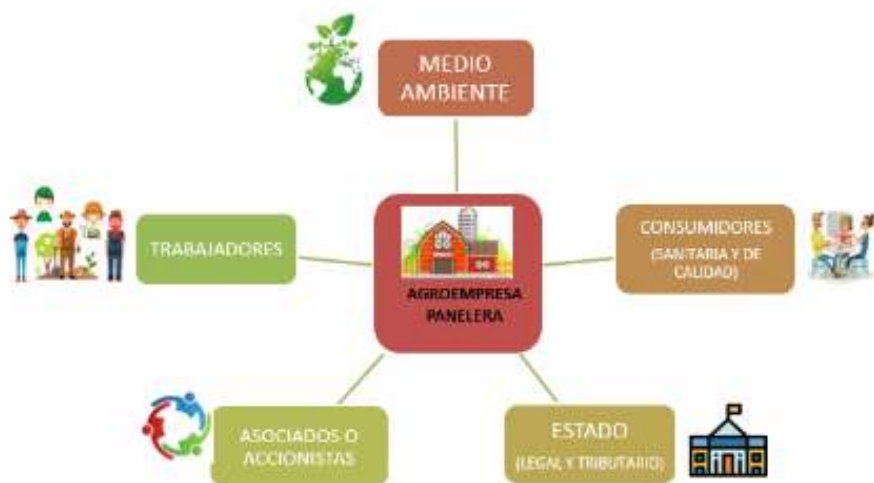 MEDIO
AMBIENTE
TRABAJADORES
AGROEMPRESA
PANELERA
CONSUMIDORES
(SANITARIA Y DE
CALIDAD)
ASOCIADOS O
ACCIONISTAS
ESTADO
(LEGAL Y TRIBUTARIO)